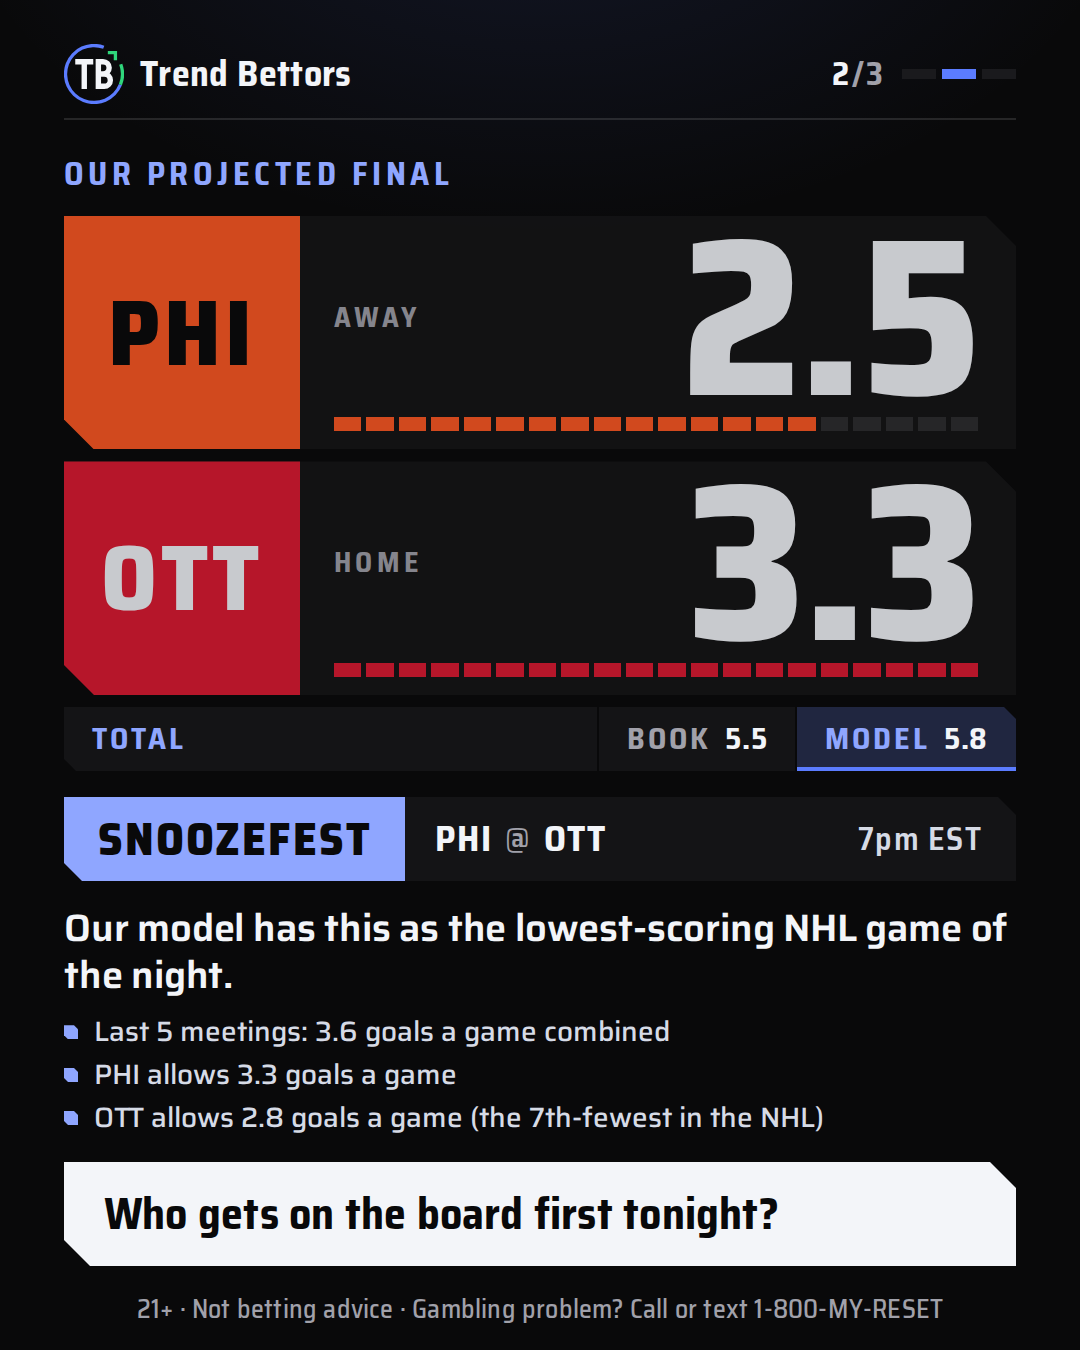 TB Trend Bettors
2/3
OUR PROJECTED FINAL
PHI
AWAY
2.5
OTT
HOME
3.3
TOTAL BOOK 5.5 MODEL 5.8
SNOOZEFEST PHI @ OTT 7pm EST
Our model has this as the lowest-scoring NHL game of
the night.
Last 5 meetings: 3.6 goals a game combined
PHI allows 3.3 goals a game
OTT allows 2.8 goals a game (the 7th-fewest in the NHL)
Who gets on the board first tonight?
21+ · Not betting advice · Gambling problem? Call or text 1-800-MY-RESET